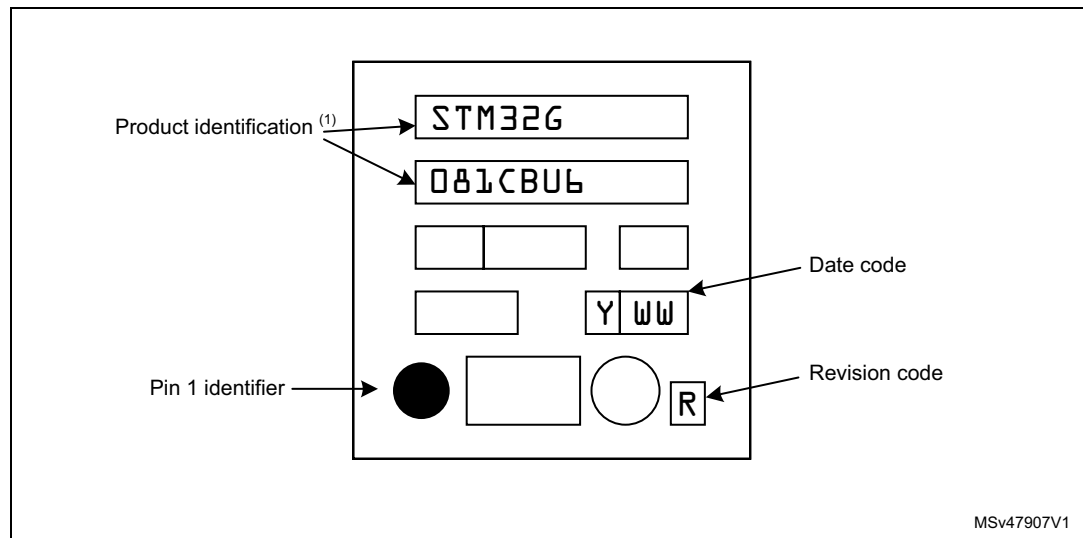 STM32G
Product identification (1)
081CBU6
Date code
Y WW
Pin 1 identifier
Revision code
R
MSv47907V1